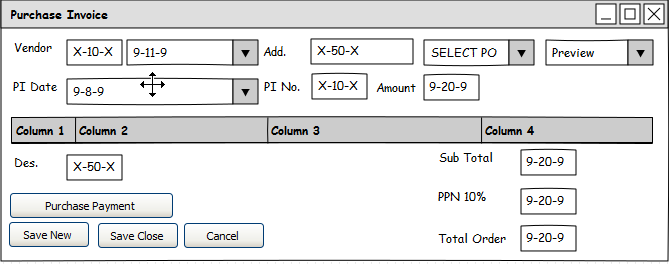 Purchase Invoice
Vendor X-10-X 9-11-9 Add. X-50-X SELECT PO Preview
PI Date 9-8-9 PI No. X-10-X Amount 9-20-9
Column 1 Column 2 Column 3 Column 4
Des. X-50-X Sub Total 9-20-9
Purchase Payment PPN 10% 9-20-9
Save New Save Close Cancel Total Order 9-20-9